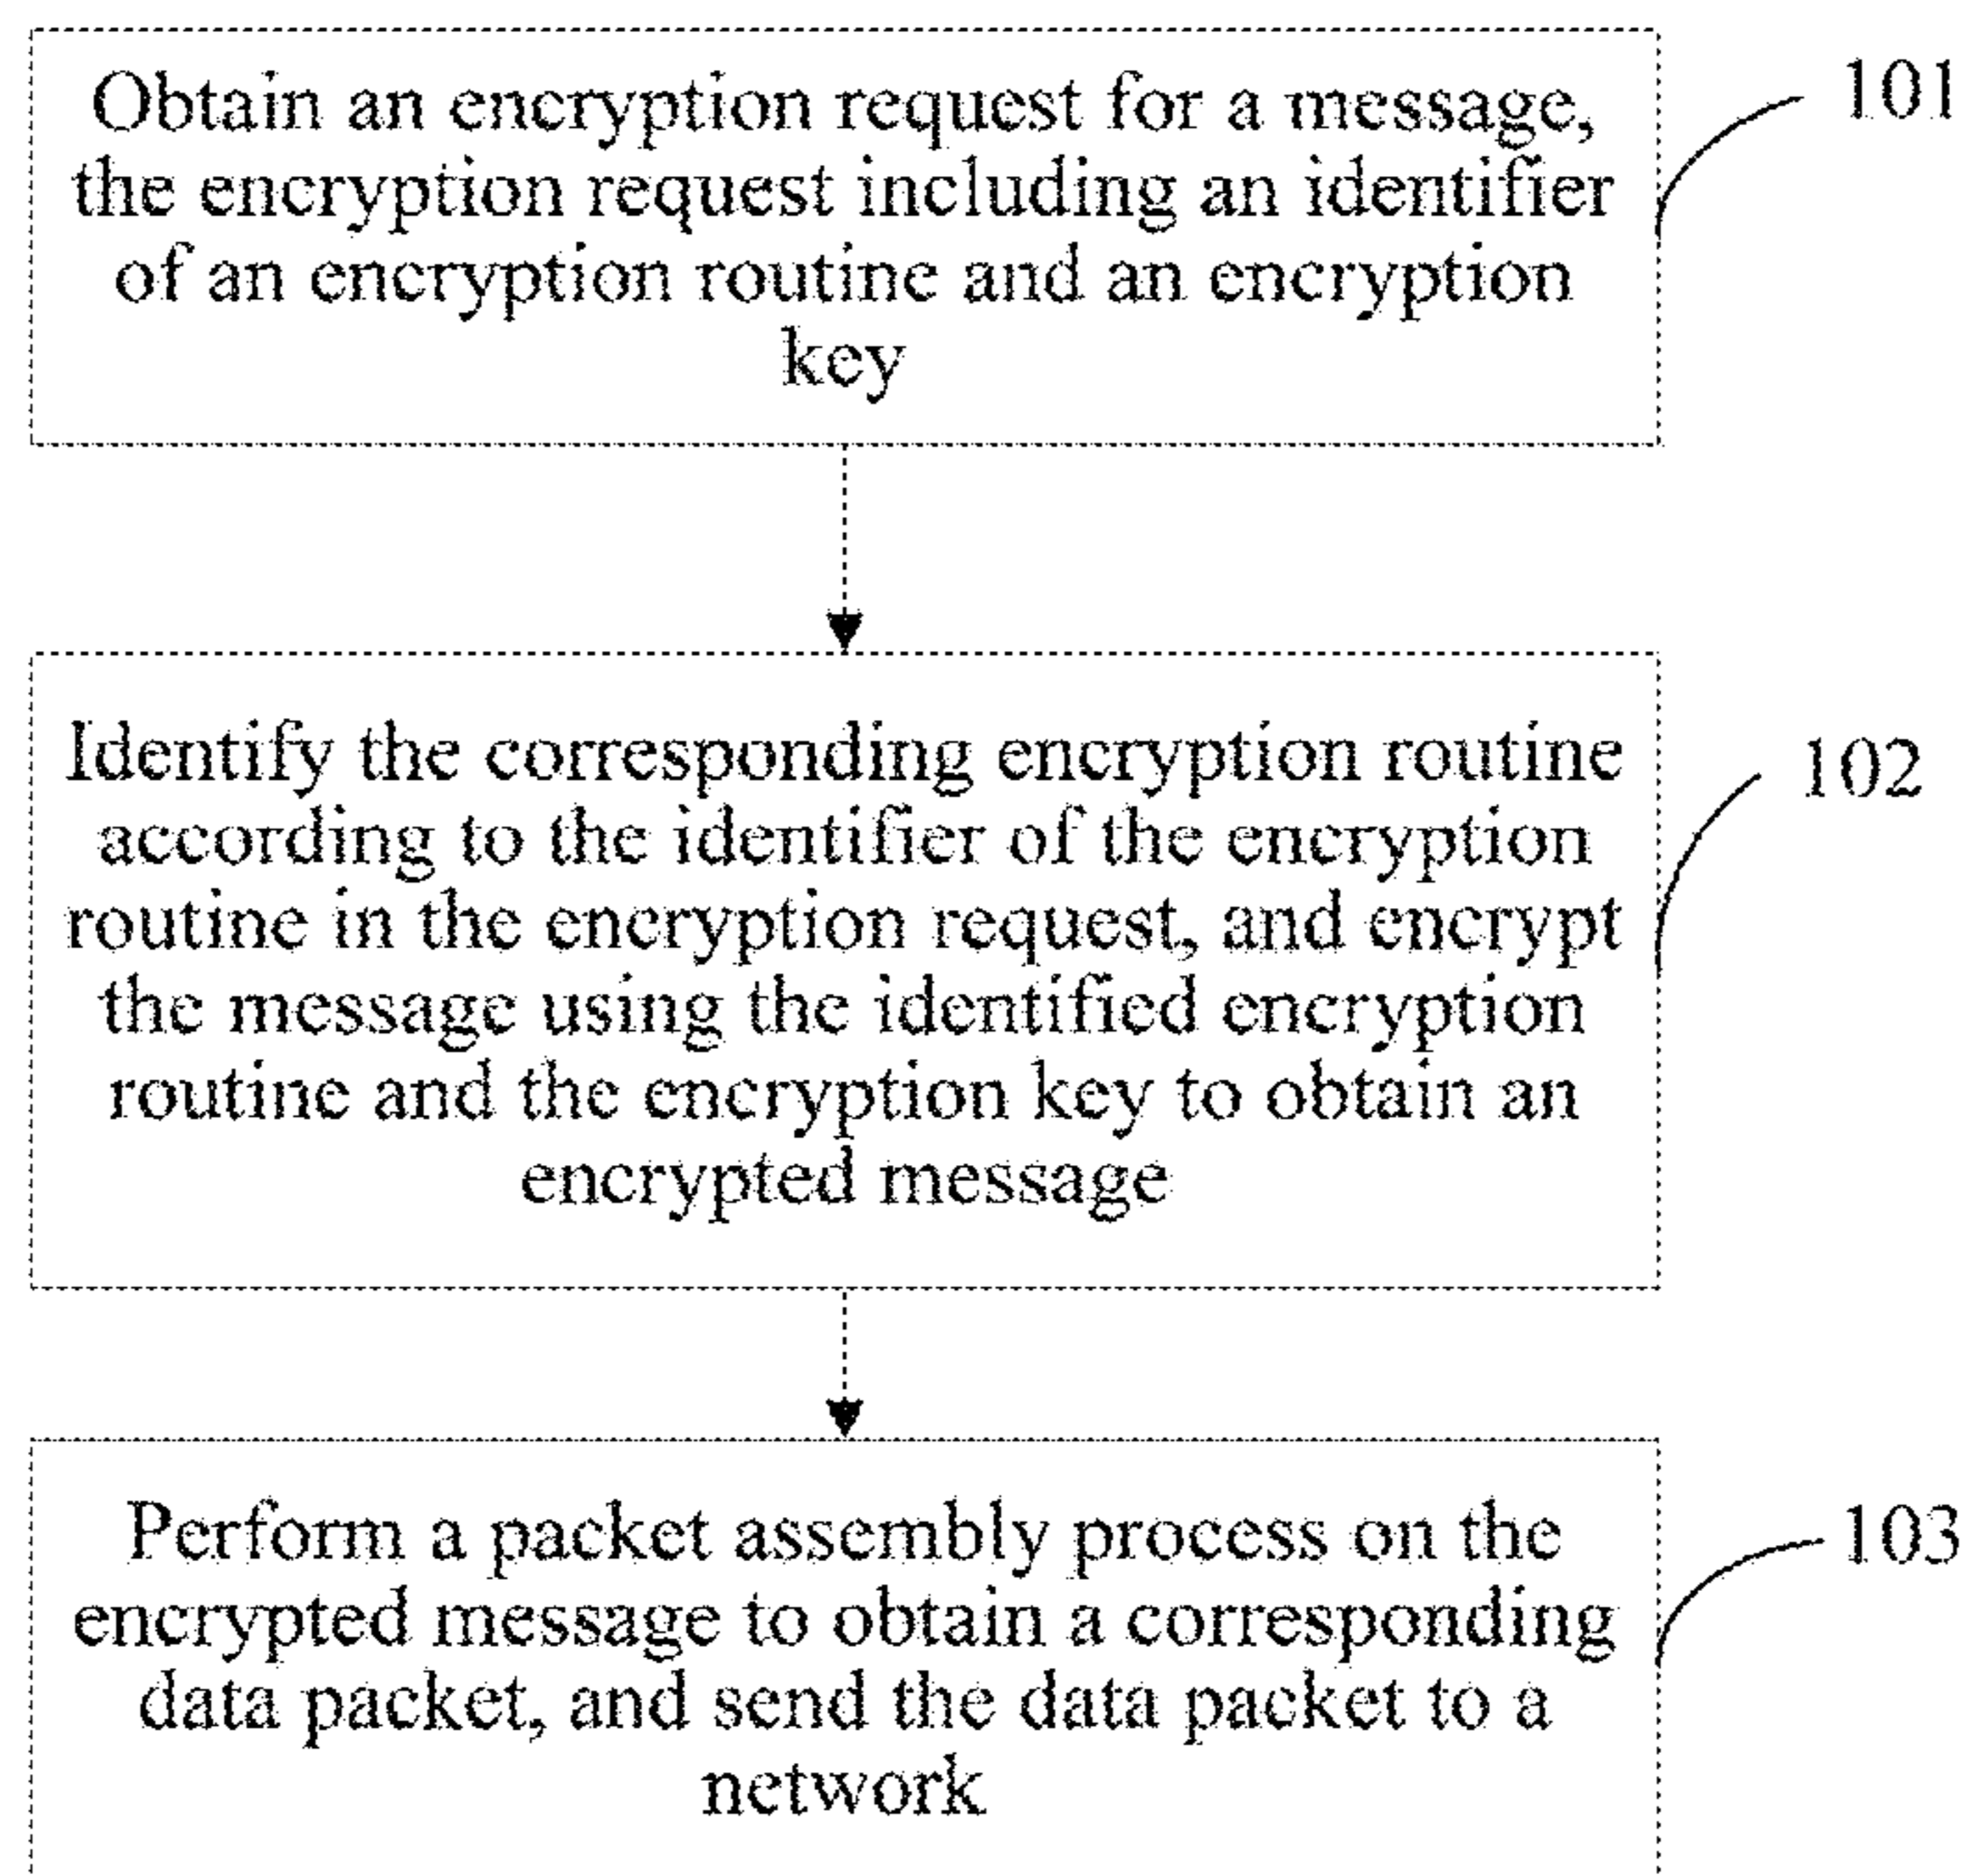 Obtain an encryption request for a message,
the encryption request including an identifier
of an encryption routine and an encryption
key
101
Identify the corresponding encryption routine
according to the identifier of the encryption
routine in the encryption request, and encrypt
the message using the identified encryption
routine and the encryption key to obtain an
encrypted message
102
Perform a packet assembly process on the
encrypted message to obtain a corresponding
data packet, and send the data packet to a
network
103